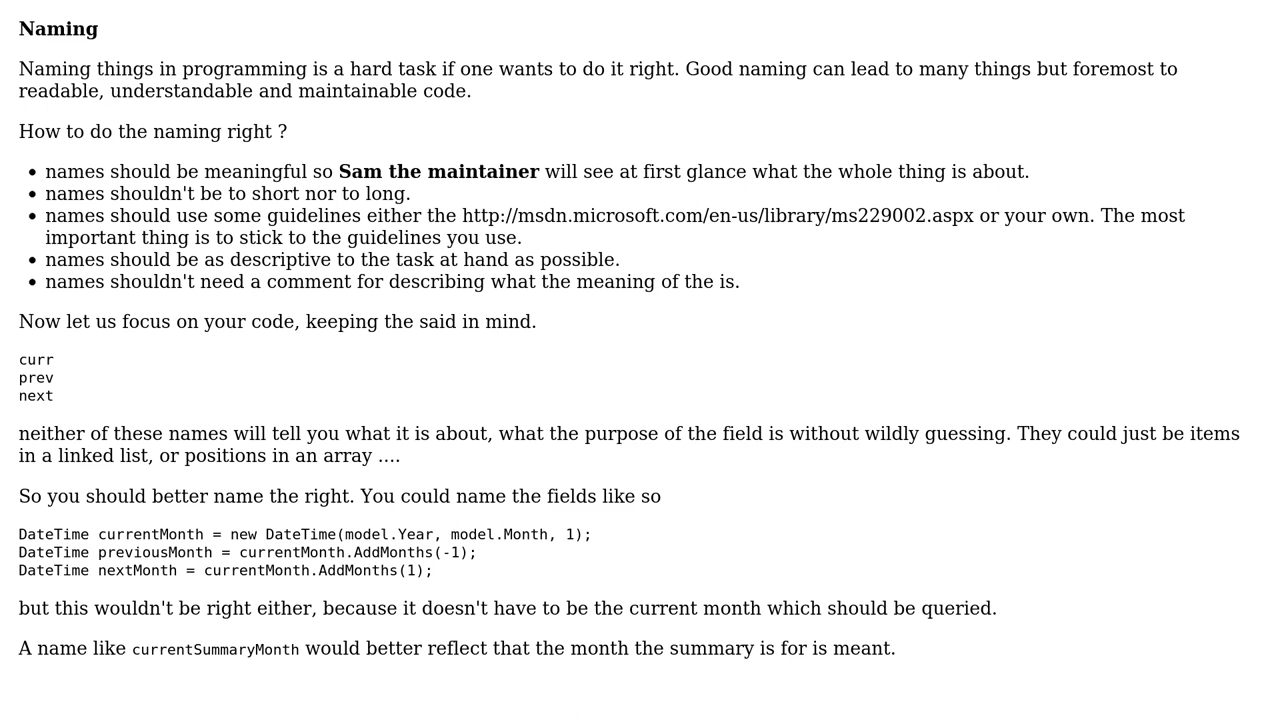 Naming
Naming things in programming is a hard task if one wants to do it right. Good naming can lead to many things but foremost to
readable, understandable and maintainable code.
How to do the naming right ?
• names should be meaningful so Sam the maintainer will see at first glance what the whole thing is about.
• names shouldn't be to short nor to long.
• names should use some guidelines either the http://msdn.microsoft.com/en-us/library/ms229002.aspx or your own. The most
important thing is to stick to the guidelines you use.
• names should be as descriptive to the task at hand as possible.
• names shouldn't need a comment for describing what the meaning of the is.
Now let us focus on your code, keeping the said in mind.
curr
prev
next
neither of these names will tell you what it is about, what the purpose of the field is without wildly guessing. They could just be items
in a linked list, or positions in an array ....
So you should better name the right. You could name the fields like so
DateTime currentMonth = new DateTime(model.Year, model.Month, 1);
DateTime previousMonth = currentMonth.AddMonths(-1);
DateTime nextMonth = currentMonth.AddMonths(1);
but this wouldn't be right either, because it doesn't have to be the current month which should be queried.
A name like currentSummaryMonth would better reflect that the month the summary is for is meant.